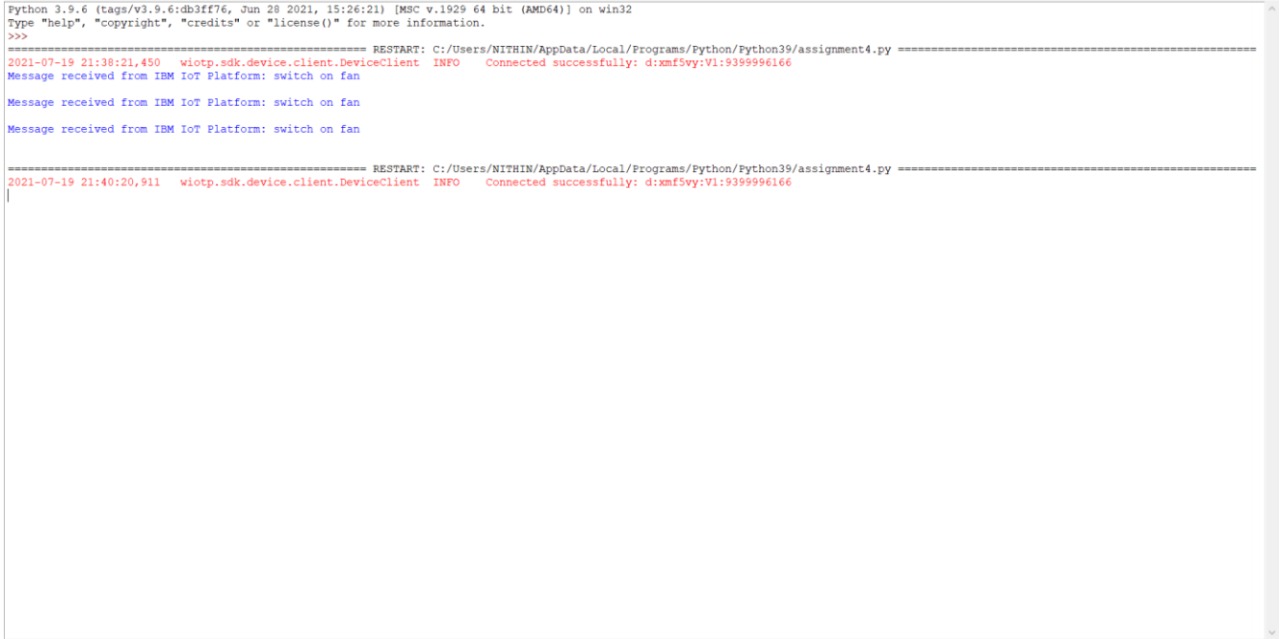 Python 3.9.6 (tags/v3.9.6:db3ff76, Jun 28 2021, 15:26:21) [MSC v.1929 64 bit (AMD64)] on win32
Type "help", "copyright", "credits" or "license()" for more information.
>>>
====================================================== RESTART: C:/Users/NITHIN/AppData/Local/Programs/Python/Python39/assignment4.py ======================================================
2021-07-19 21:38:21,450   wiotp.sdk.device.client.DeviceClient  INFO    Connected successfully: d:xmf5vy:V1:9399996166
Message received from IBM IoT Platform: switch on fan
Message received from IBM IoT Platform: switch on fan
Message received from IBM IoT Platform: switch on fan
====================================================== RESTART: C:/Users/NITHIN/AppData/Local/Programs/Python/Python39/assignment4.py ======================================================
2021-07-19 21:40:20,911   wiotp.sdk.device.client.DeviceClient  INFO    Connected successfully: d:xmf5vy:V1:9399996166